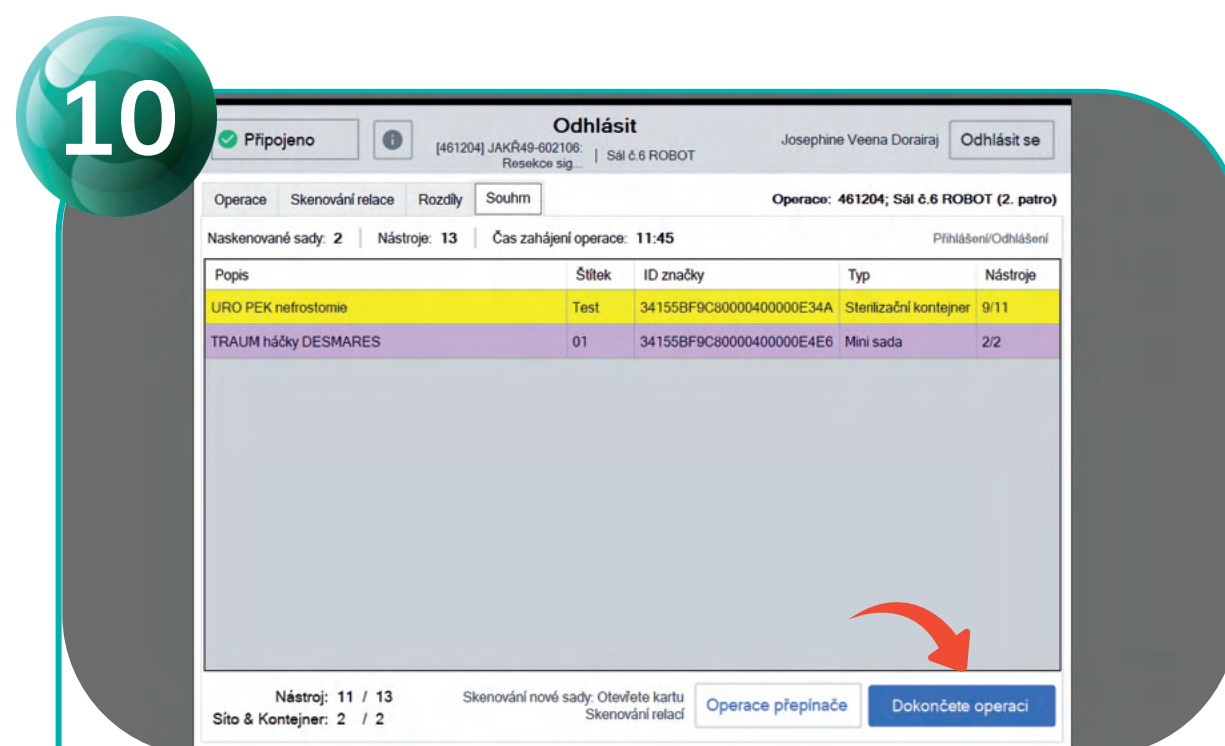 10
Připojeno
Odhlásit
[461204] JAKŘ49-602106: | Sál č.6 ROBOT
Resekce sig...
Josephine Veena Dorairaj
Odhlásit se
Operace Skenování relace Rozdíly Souhrn
Operace: 461204; Sál č.6 ROBOT (2. patro)
Naskenované sady: 2 | Nástroje: 13 | Čas zahájení operace: 11:45
Přihlášení/Odhlášení
Popis Štítek ID značky Typ Nástroje
URO PEK nefrostomie Test 34155BF9C80000400000E34A Sterilizační kontejner 9/11
TRAUM háčky DESMARES 01 34155BF9C80000400000E4E6 Mini sada 2/2
Nástroj: 11 / 13
Síto & Kontejner: 2 / 2
Skenování nové sady: Otevřete kartu
Skenování relací
Operace přepínače
Dokončete operaci